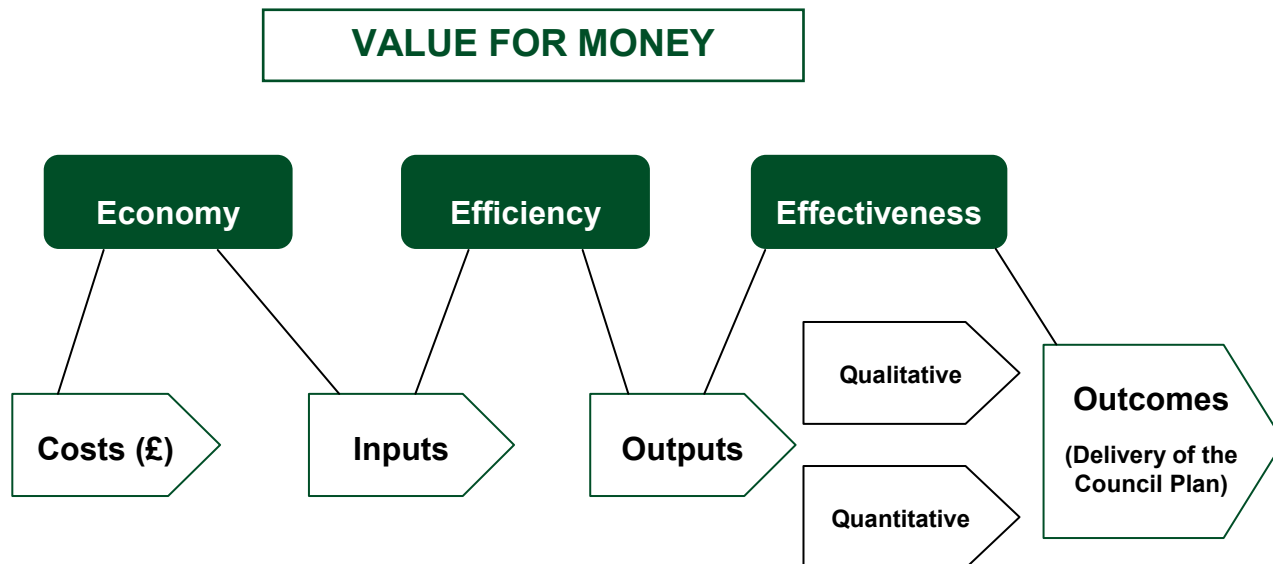 VALUE FOR MONEY
Economy
Efficiency
Effectiveness
Costs (£)
Inputs
Outputs
Qualitative
Quantitative
Outcomes
(Delivery of the
Council Plan)